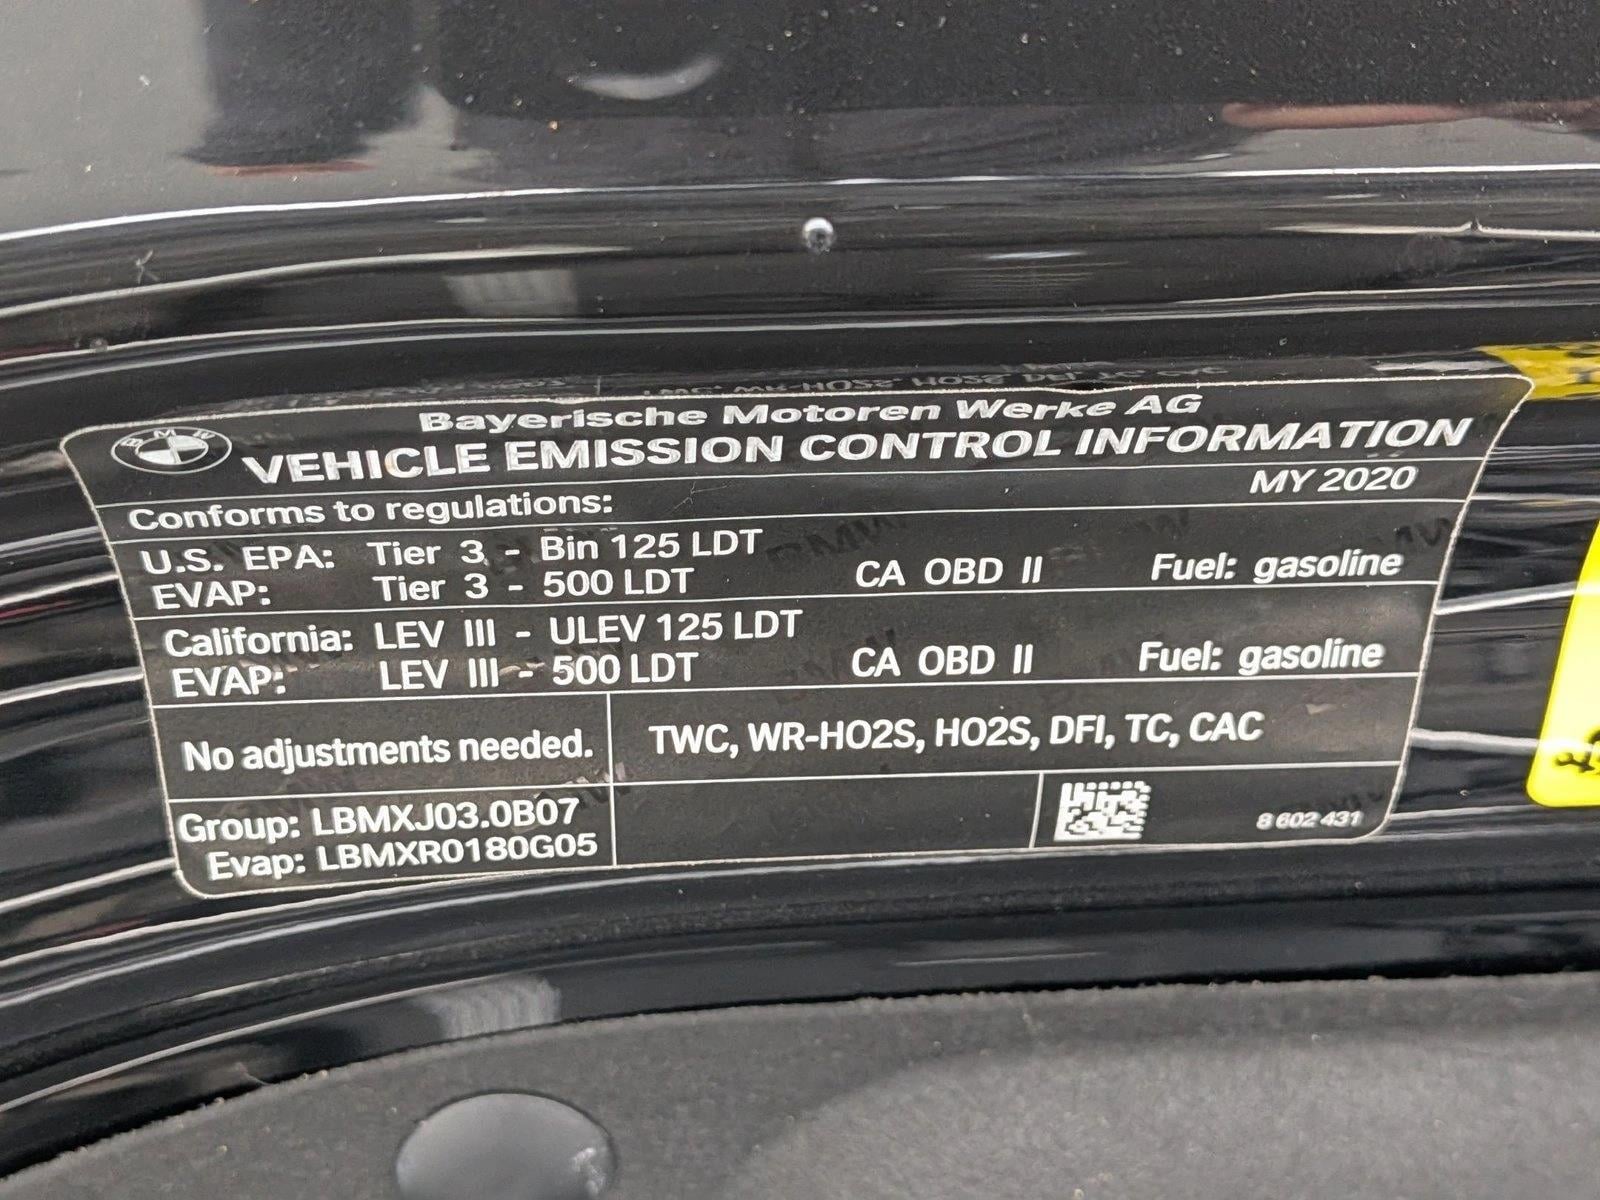 BMW
Bayerische Motoren Werke AG
VEHICLE EMISSION CONTROL INFORMATION
MY 2020
Conforms to regulations:
U.S. EPA: Tier 3 - Bin 125 LDT
EVAP: Tier 3 - 500 LDT CA OBD II Fuel: gasoline
California: LEV III - ULEV 125 LDT
EVAP: LEV III - 500 LDT CA OBD II Fuel: gasoline
No adjustments needed. TWC, WR-HO2S, HO2S, DFI, TC, CAC
Group: LBMXJ03.0B07
Evap: LBMXR0180G05
8 602 431